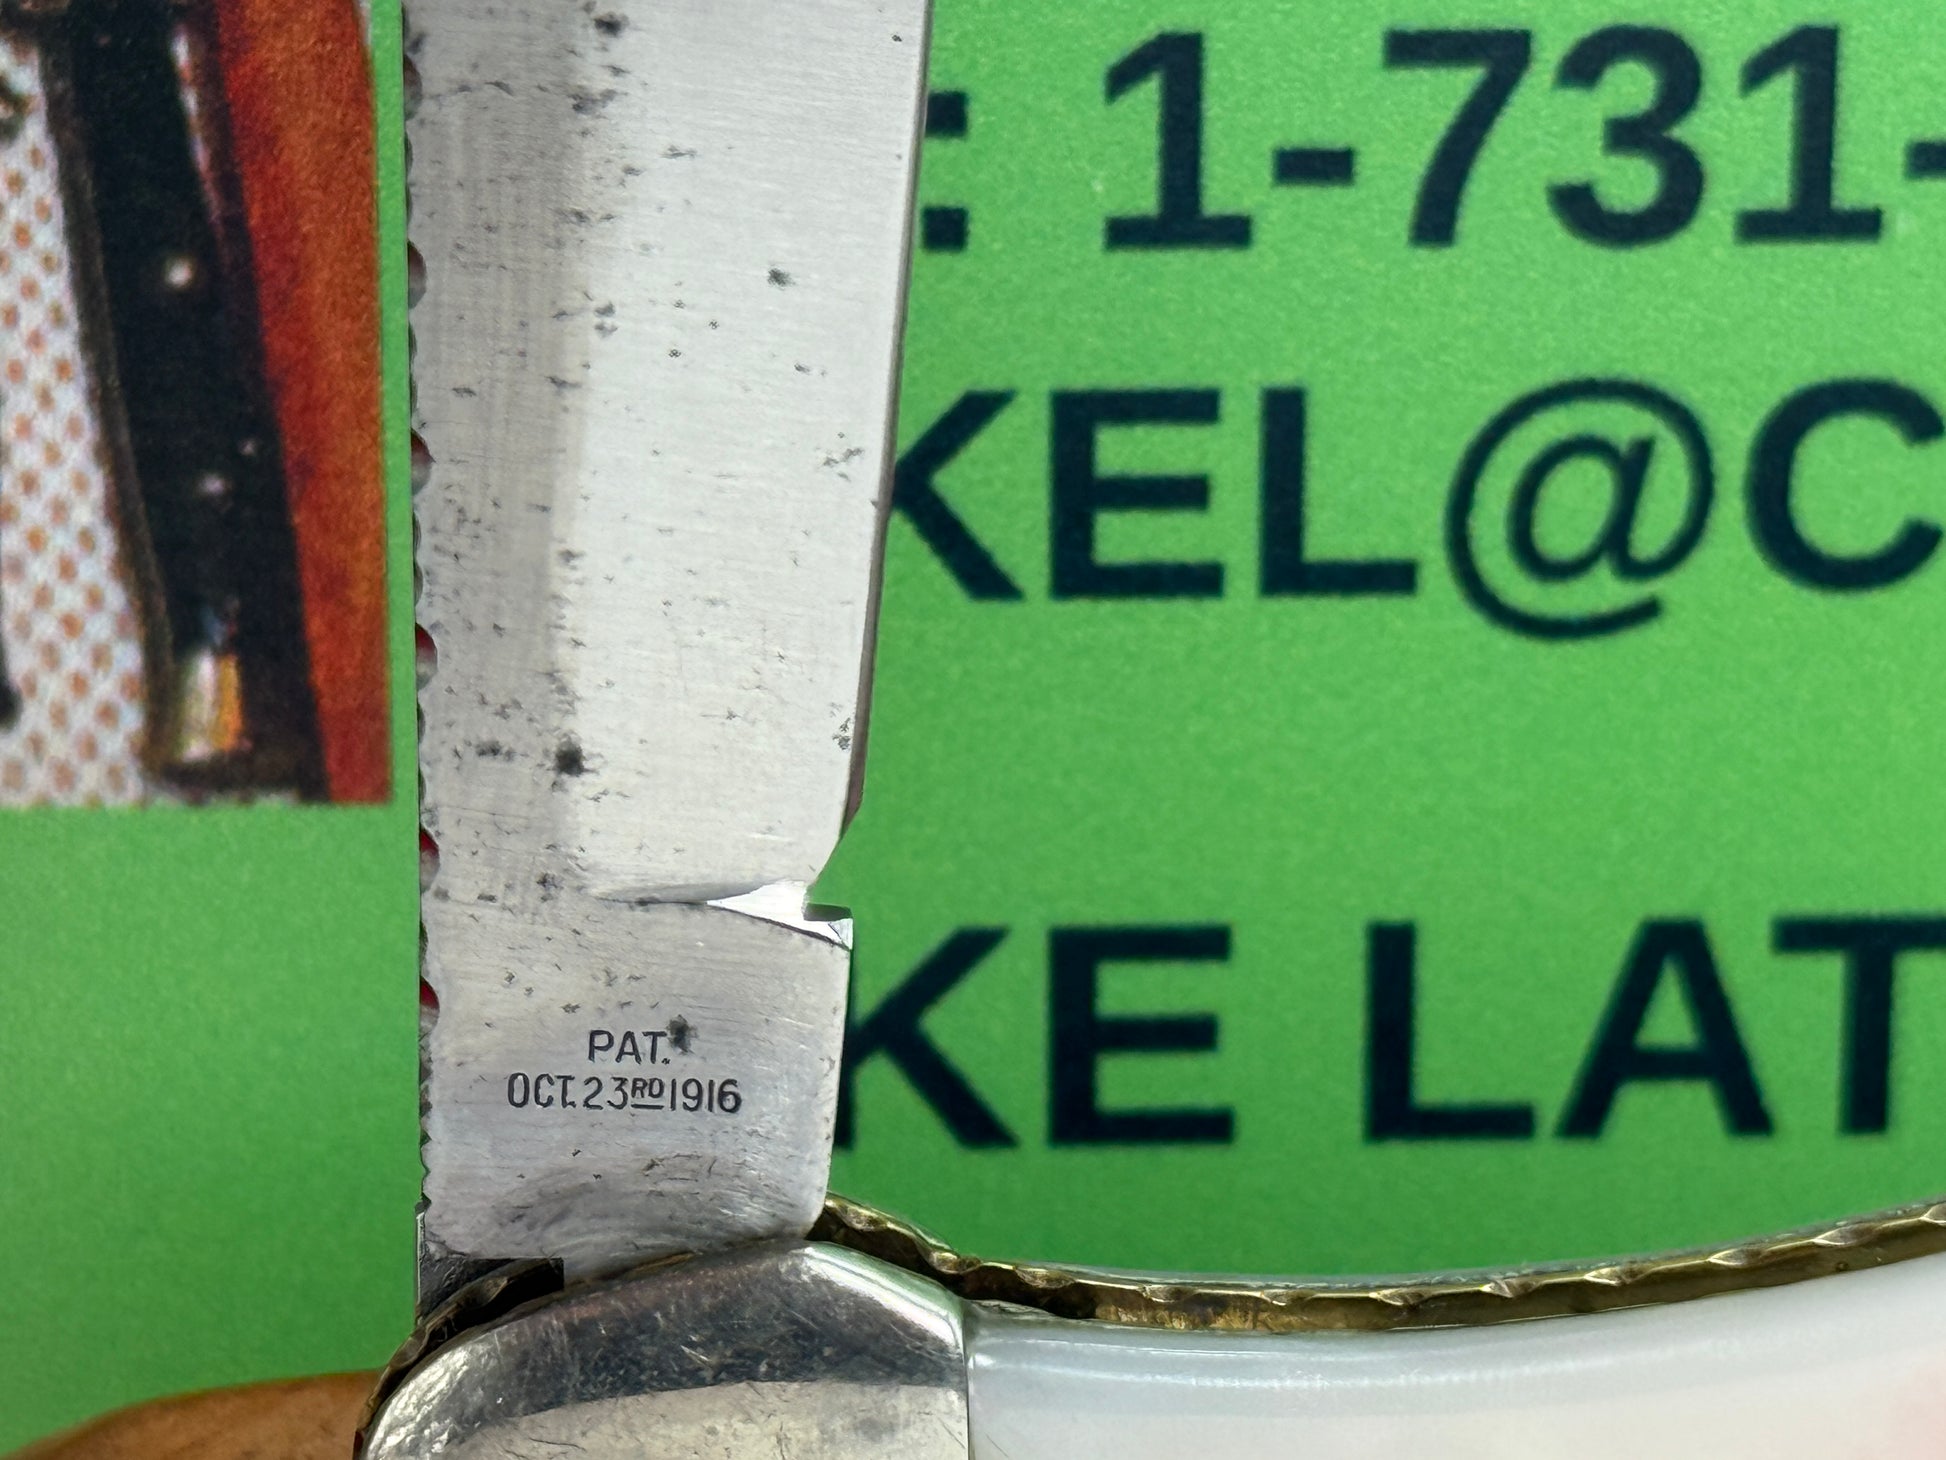 : 1-731-
KEL@C
KE LAT
PAT.
OCT. 23RD 1916